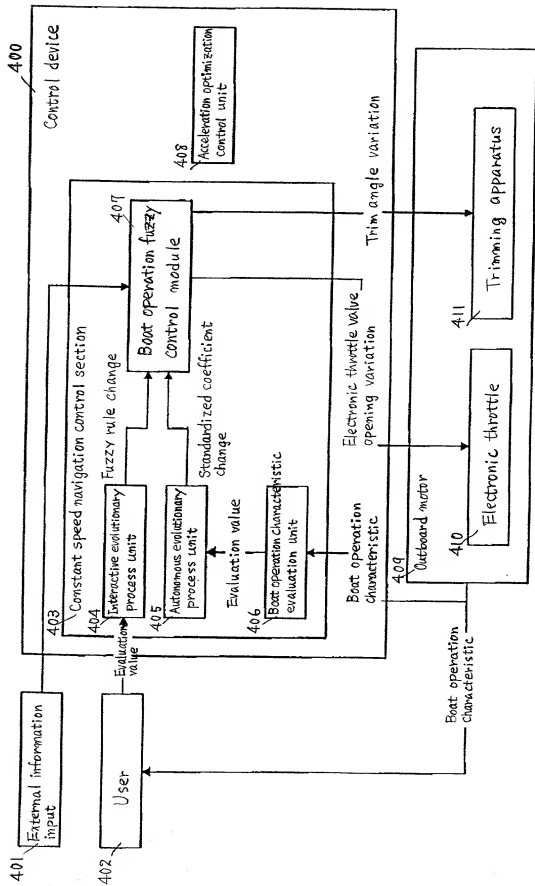 400
Control device
408
Acceleration optimization
control unit
403
Constant speed navigation control section
407
Boat operation fuzzy
control module
Fuzzy rule change
Standardized coefficient
change
404
Interactive evolutionary
process unit
405
Autonomous evolutionary
process unit
Evaluation value
406
Boat operation characteristic
evaluation unit
401
External information
input
402
User
Evaluation
value
Trim angle variation
Electronic throttle value
opening variation
Boat operation
characteristic
409
Outboard motor
411
Trimming apparatus
410
Electronic throttle
Boat operation
characteristic